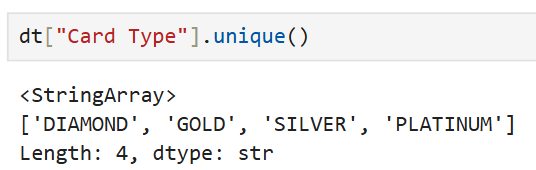 dt["Card Type"].unique()
<StringArray>
['DIAMOND', 'GOLD', 'SILVER', 'PLATINUM']
Length: 4, dtype: str